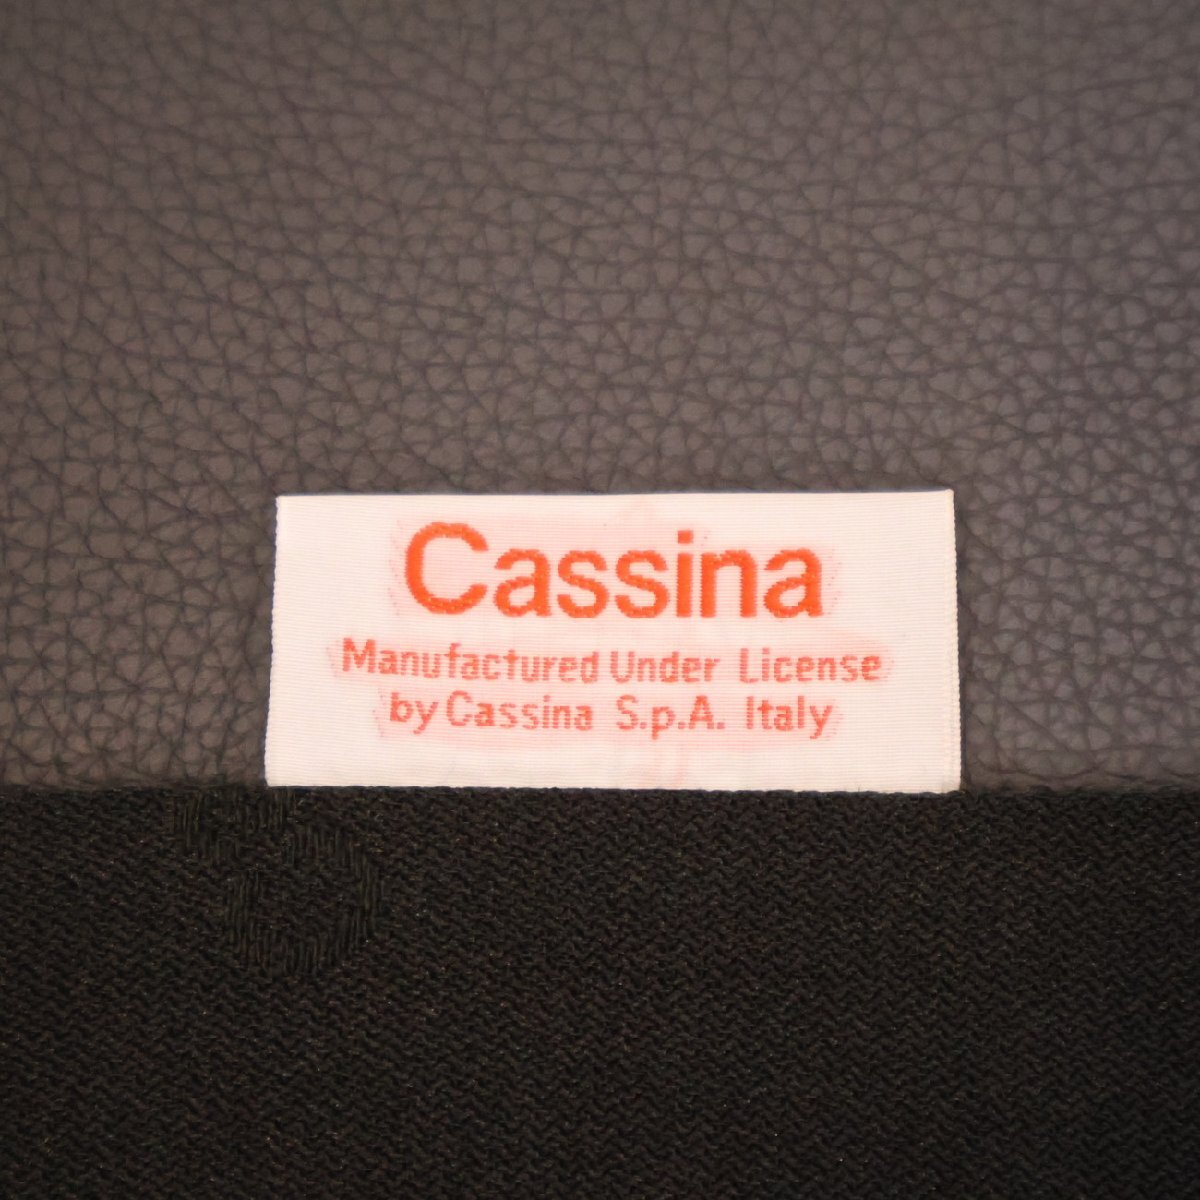 Cassina
Manufactured Under License
by Cassina S.p.A. Italy